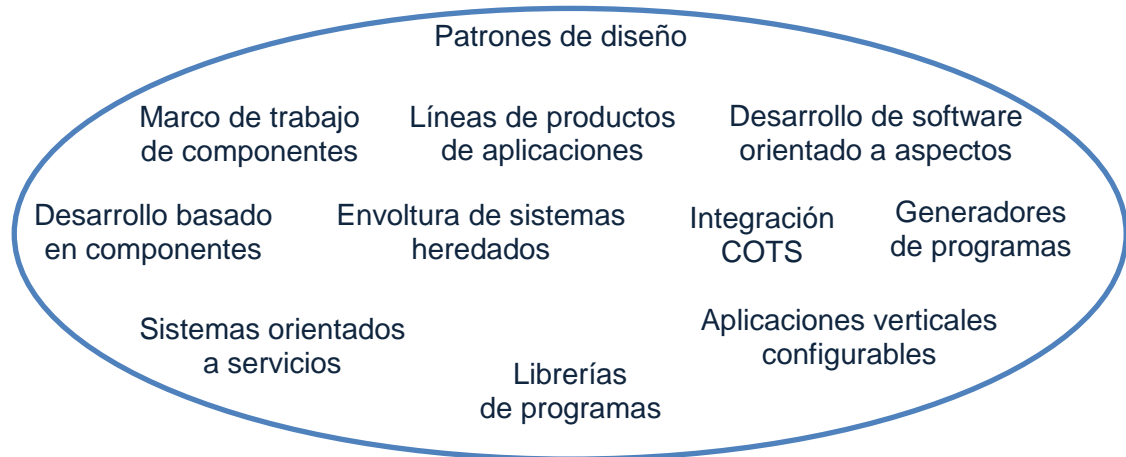 Patrones de diseño
Marco de trabajo
de componentes
Líneas de productos
de aplicaciones
Desarrollo de software
orientado a aspectos
Desarrollo basado
en componentes
Envoltura de sistemas
heredados
Integración
COTS
Generadores
de programas
Sistemas orientados
a servicios
Librerías
de programas
Aplicaciones verticales
configurables